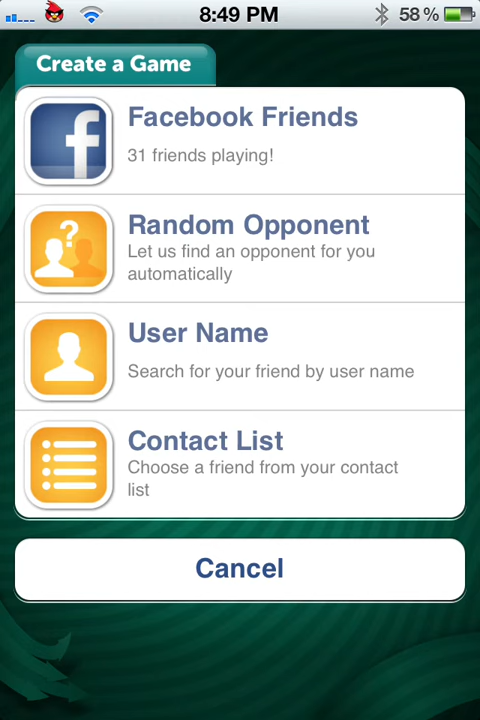 8:49 PM
58 %
Create a Game
Facebook Friends
31 friends playing!
Random Opponent
Let us find an opponent for you
automatically
User Name
Search for your friend by user name
Contact List
Choose a friend from your contact
list
Cancel